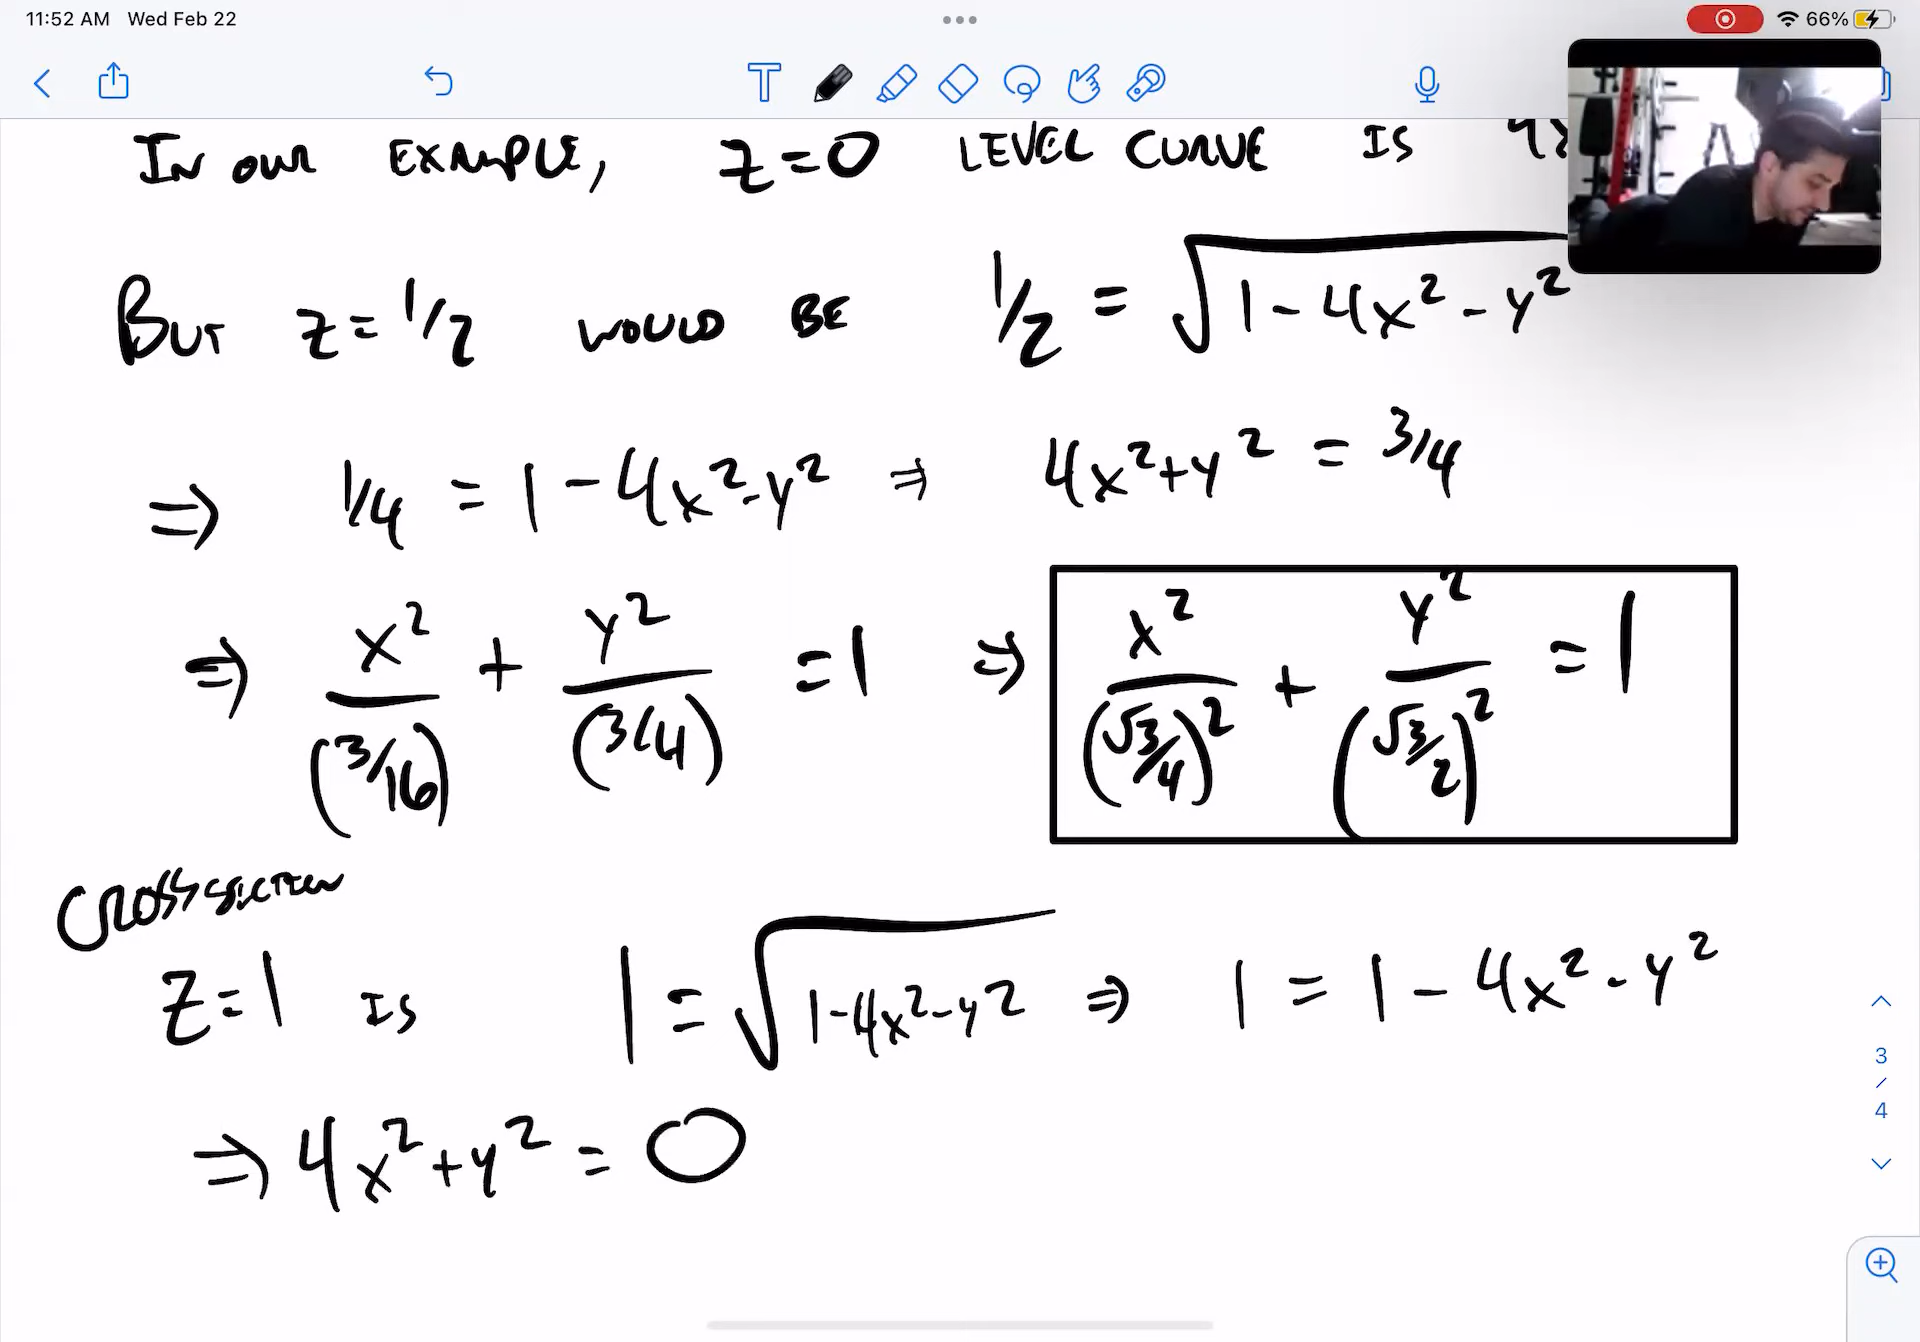 11:52 AM Wed Feb 22
66%
T
IN OUR EXAMPLE, Z=0 LEVEL CURVE IS 4x
BUT Z=1/2 WOULD BE 1/2 = √(1-4x²-y²
⇒ 1/4 = 1-4x²-y² ⇒ 4x²+y² = 3/4
⇒ x²/(3/16) + y²/(3/4) = 1 ⇒ x²/(√3/4)² + y²/(√3/2)² = 1
CROSS SECTION
Z=1 IS 1 = √(1-4x²-y²) ⇒ 1 = 1-4x²-y²
⇒ 4x²+y² = 0
3
/
4